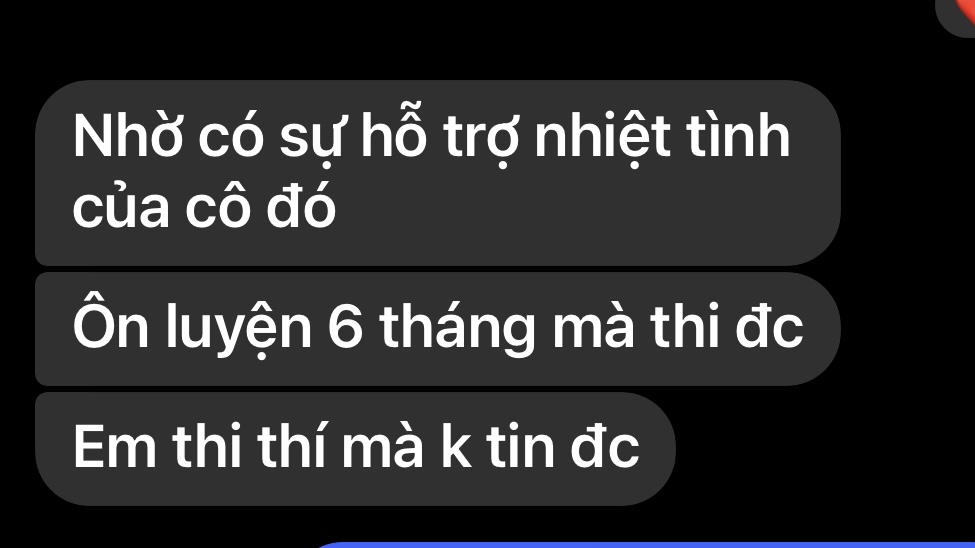 Nhờ có sự hỗ trợ nhiệt tình
của cô đó
Ôn luyện 6 tháng mà thi đc
Em thi thí mà k tin đc